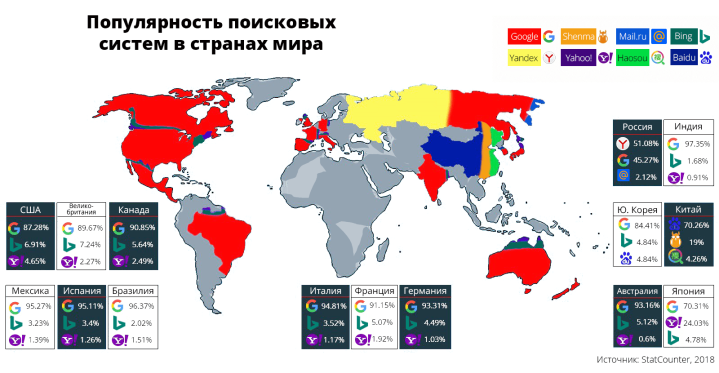 Популярность поисковых
систем в странах мира
Google
Shenma
Mail.ru
Bing
Yandex
Yahoo!
Haosou
Baidu
Россия
51.08%
45.27%
2.12%
Индия
97.35%
1.68%
0.91%
США
87.28%
6.91%
4.65%
Велико-
британия
89.67%
7.24%
2.27%
Канада
90.85%
5.64%
2.49%
Ю. Корея
84.41%
4.84%
4.84%
Китай
70.26%
19%
4.26%
Мексика
95.27%
3.23%
1.39%
Испания
95.11%
3.4%
1.26%
Бразилия
96.37%
2.02%
1.51%
Италия
94.81%
3.52%
1.17%
Франция
91.15%
5.07%
1.92%
Германия
93.31%
4.49%
1.03%
Австралия
93.16%
5.12%
0.6%
Япония
70.31%
24.03%
4.78%
Источник: StatCounter, 2018